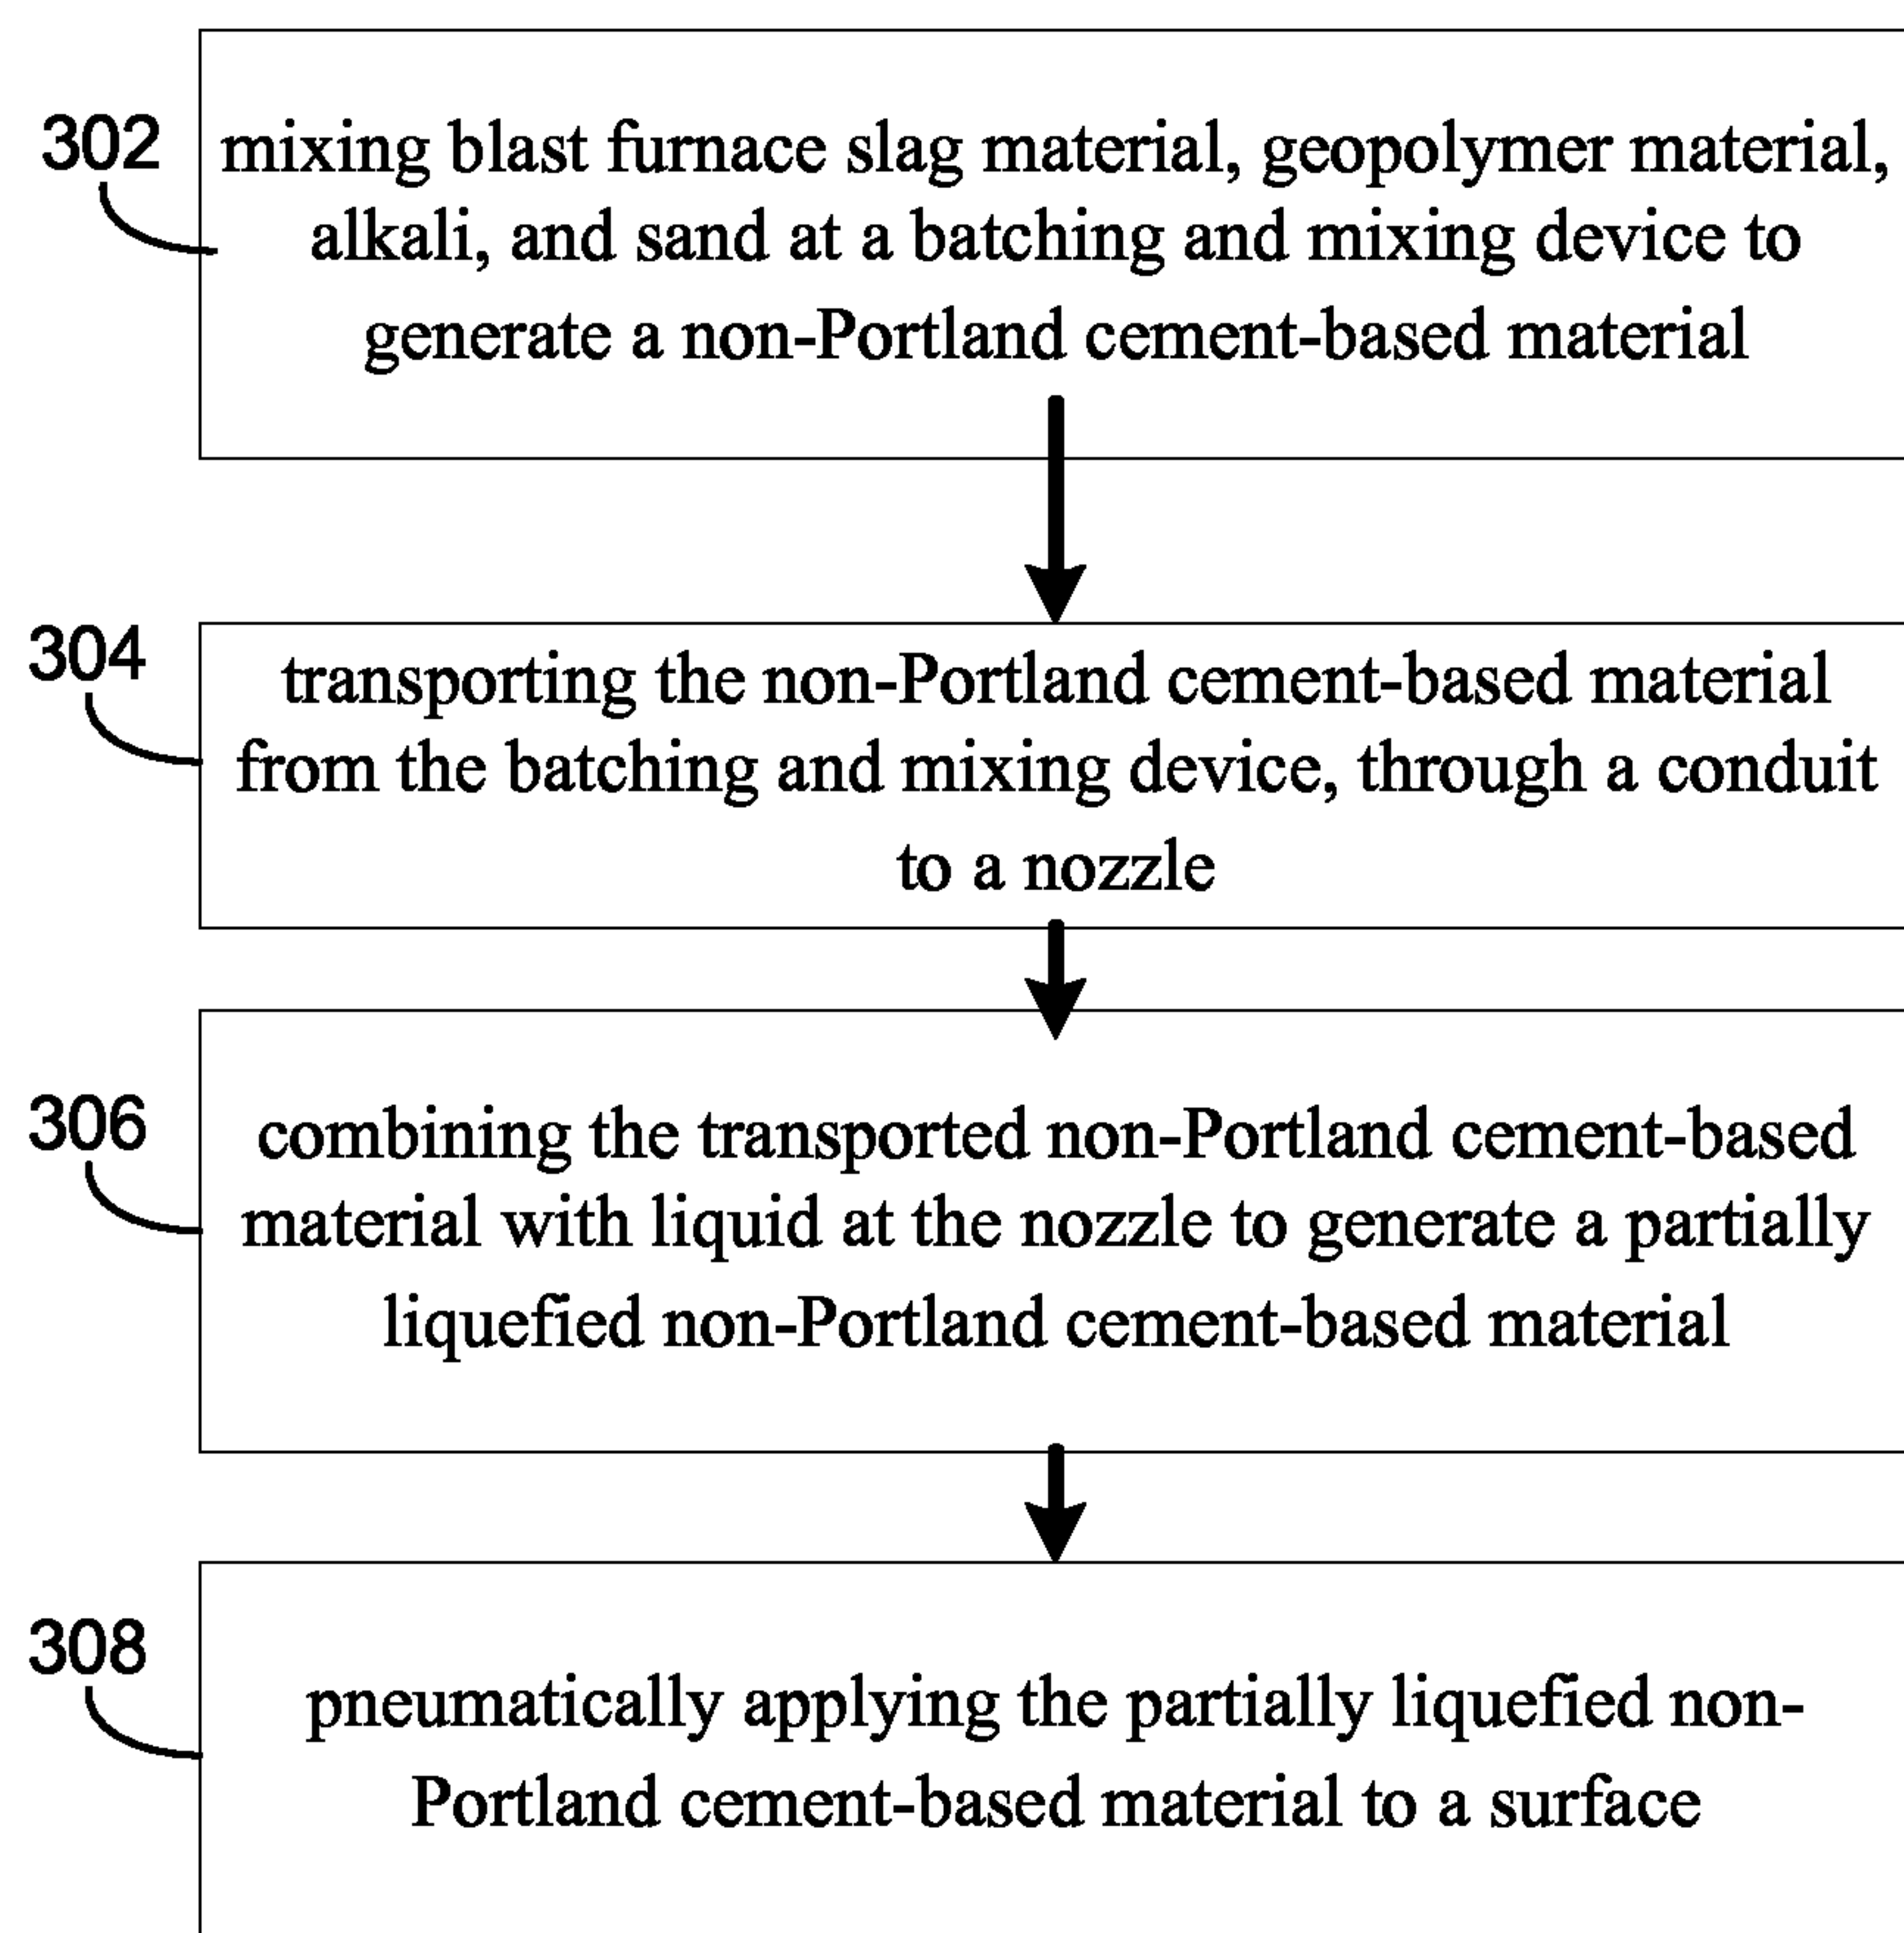 302
mixing blast furnace slag material, geopolymer material,
alkali, and sand at a batching and mixing device to
generate a non-Portland cement-based material
304
transporting the non-Portland cement-based material
from the batching and mixing device, through a conduit
to a nozzle
306
combining the transported non-Portland cement-based
material with liquid at the nozzle to generate a partially
liquefied non-Portland cement-based material
308
pneumatically applying the partially liquefied non-
Portland cement-based material to a surface